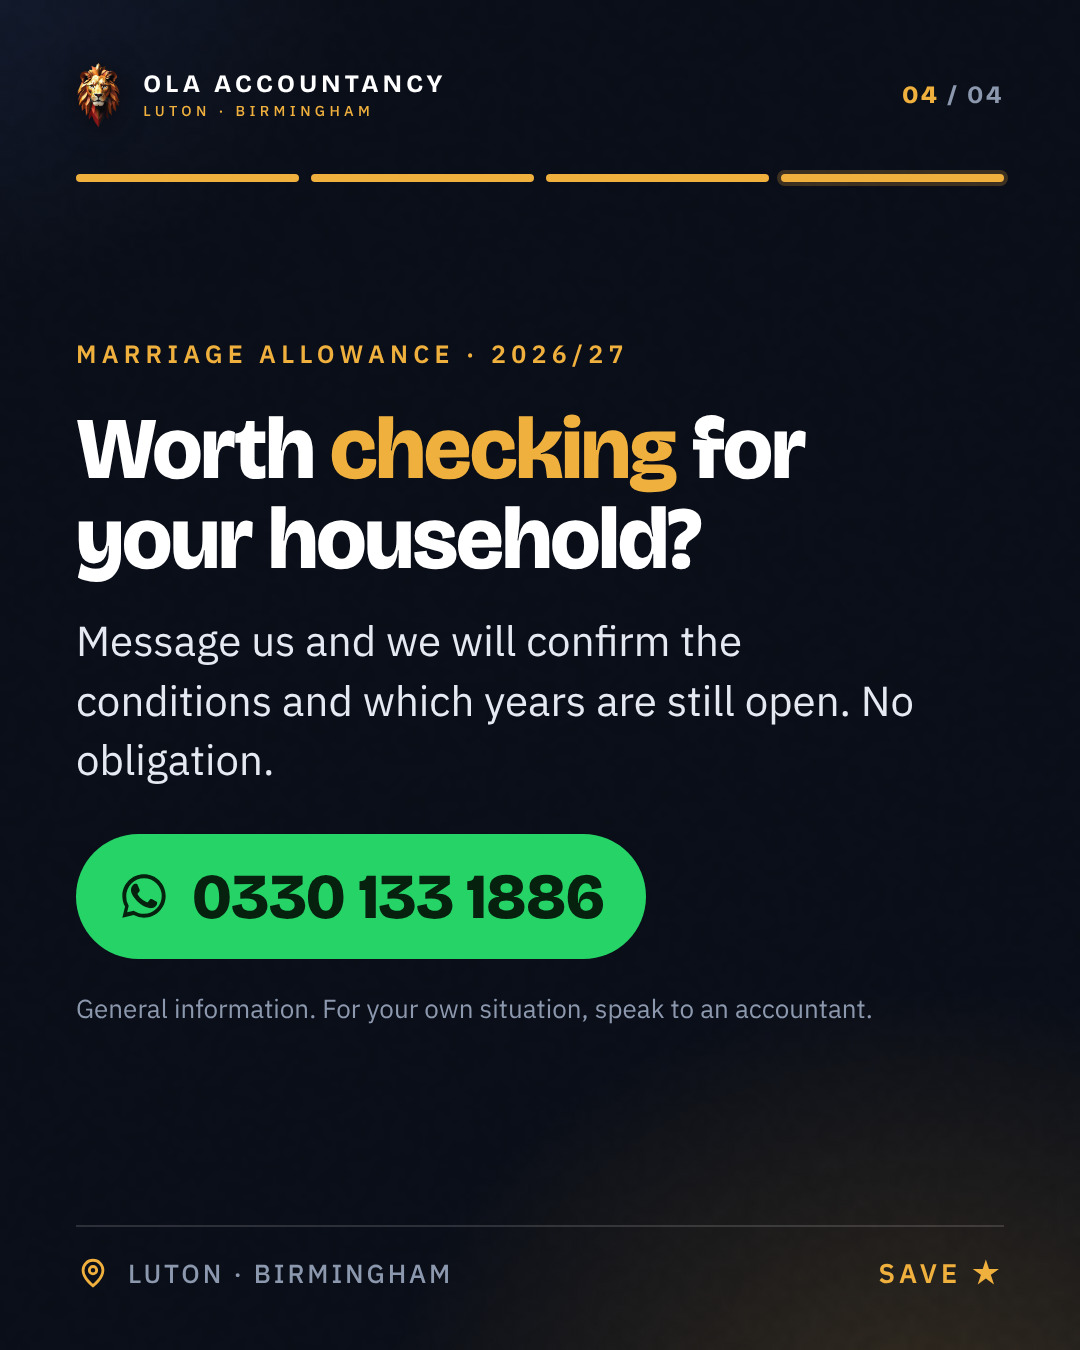 OLA ACCOUNTANCY
LUTON · BIRMINGHAM
04 / 04
MARRIAGE ALLOWANCE · 2026/27
Worth checking for
your household?
Message us and we will confirm the
conditions and which years are still open. No
obligation.
0330 133 1886
General information. For your own situation, speak to an accountant.
LUTON · BIRMINGHAM
SAVE ★